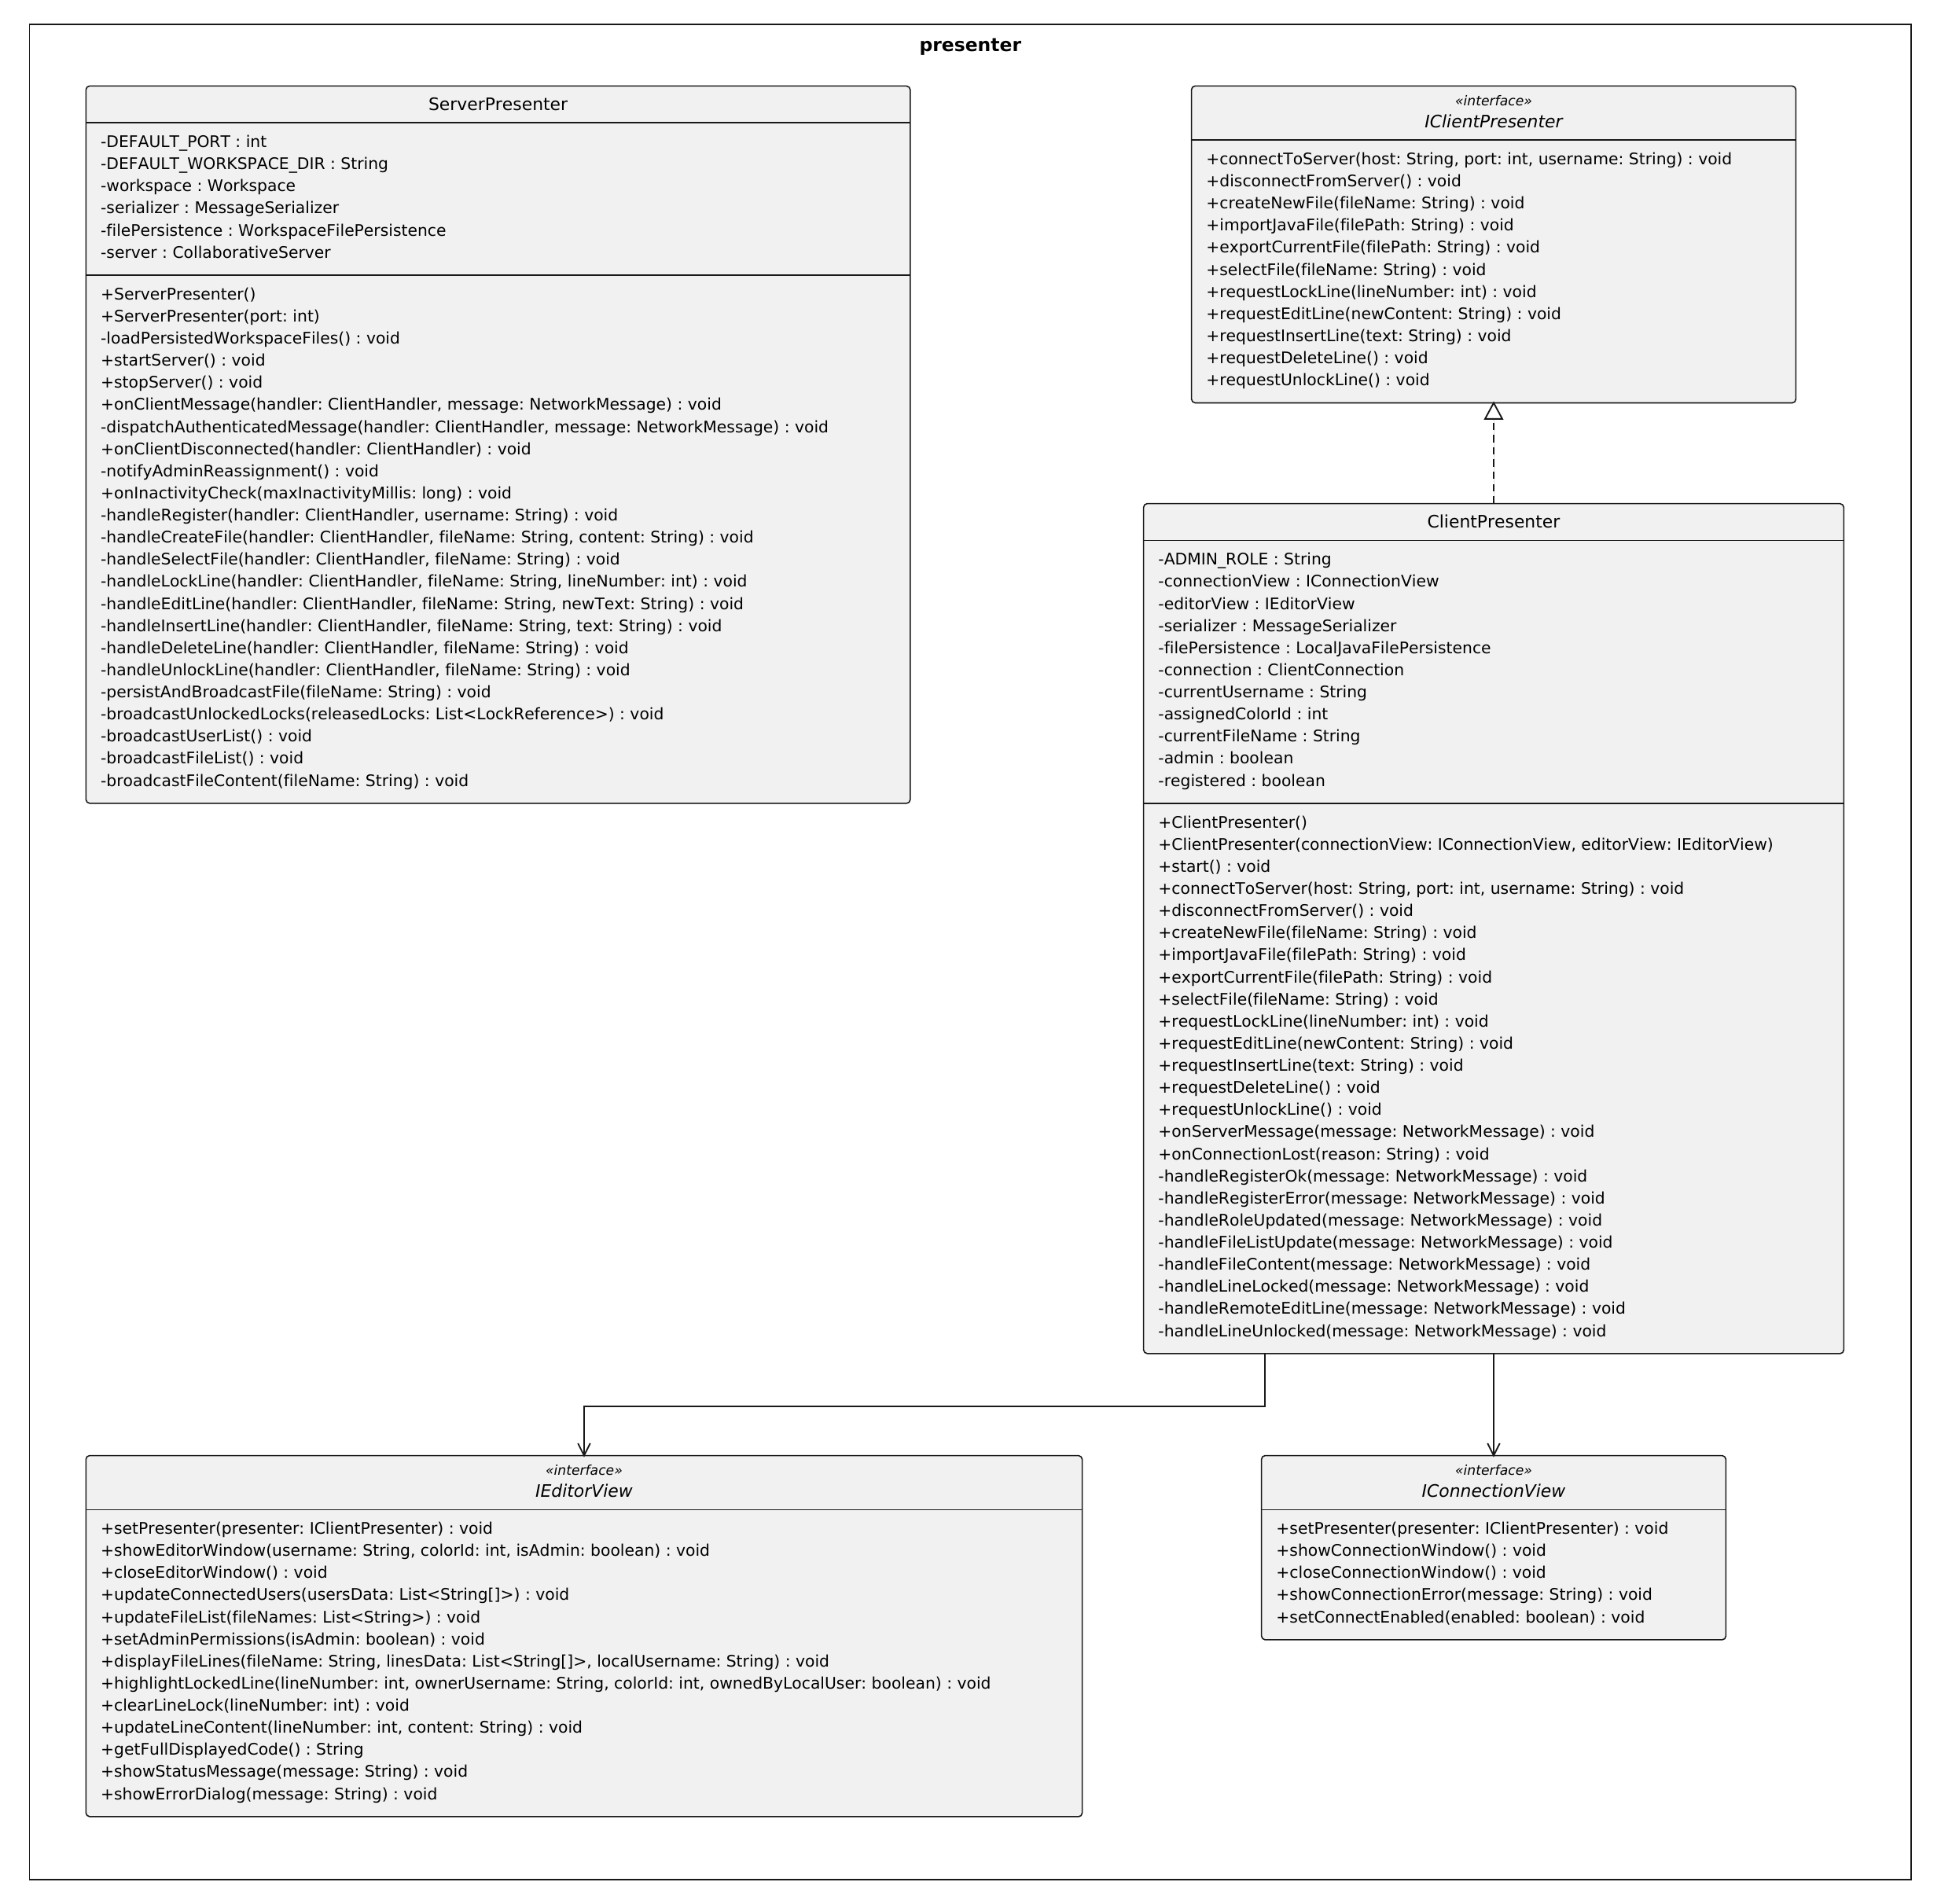 presenter
ServerPresenter
-DEFAULT_PORT : int
-DEFAULT_WORKSPACE_DIR : String
-workspace : Workspace
-serializer : MessageSerializer
-filePersistence : WorkspaceFilePersistence
-server : CollaborativeServer
+ServerPresenter()
+ServerPresenter(port: int)
-loadPersistedWorkspaceFiles() : void
+startServer() : void
+stopServer() : void
+onClientMessage(handler: ClientHandler, message: NetworkMessage) : void
-dispatchAuthenticatedMessage(handler: ClientHandler, message: NetworkMessage) : void
+onClientDisconnected(handler: ClientHandler) : void
-notifyAdminReassignment() : void
+onInactivityCheck(maxInactivityMillis: long) : void
-handleRegister(handler: ClientHandler, username: String) : void
-handleCreateFile(handler: ClientHandler, fileName: String, content: String) : void
-handleSelectFile(handler: ClientHandler, fileName: String) : void
-handleLockLine(handler: ClientHandler, fileName: String, lineNumber: int) : void
-handleEditLine(handler: ClientHandler, fileName: String, newText: String) : void
-handleInsertLine(handler: ClientHandler, fileName: String, text: String) : void
-handleDeleteLine(handler: ClientHandler, fileName: String) : void
-handleUnlockLine(handler: ClientHandler, fileName: String) : void
-persistAndBroadcastFile(fileName: String) : void
-broadcastUnlockedLocks(releasedLocks: List<LockReference>) : void
-broadcastUserList() : void
-broadcastFileList() : void
-broadcastFileContent(fileName: String) : void
«interface»
IClientPresenter
+connectToServer(host: String, port: int, username: String) : void
+disconnectFromServer() : void
+createNewFile(fileName: String) : void
+importJavaFile(filePath: String) : void
+exportCurrentFile(filePath: String) : void
+selectFile(fileName: String) : void
+requestLockLine(lineNumber: int) : void
+requestEditLine(newContent: String) : void
+requestInsertLine(text: String) : void
+requestDeleteLine() : void
+requestUnlockLine() : void
ClientPresenter
-ADMIN_ROLE : String
-connectionView : IConnectionView
-editorView : IEditorView
-serializer : MessageSerializer
-filePersistence : LocalJavaFilePersistence
-connection : ClientConnection
-currentUsername : String
-assignedColorId : int
-currentFileName : String
-admin : boolean
-registered : boolean
+ClientPresenter()
+ClientPresenter(connectionView: IConnectionView, editorView: IEditorView)
+start() : void
+connectToServer(host: String, port: int, username: String) : void
+disconnectFromServer() : void
+createNewFile(fileName: String) : void
+importJavaFile(filePath: String) : void
+exportCurrentFile(filePath: String) : void
+selectFile(fileName: String) : void
+requestLockLine(lineNumber: int) : void
+requestEditLine(newContent: String) : void
+requestInsertLine(text: String) : void
+requestDeleteLine() : void
+requestUnlockLine() : void
+onServerMessage(message: NetworkMessage) : void
+onConnectionLost(reason: String) : void
-handleRegisterOk(message: NetworkMessage) : void
-handleRegisterError(message: NetworkMessage) : void
-handleRoleUpdated(message: NetworkMessage) : void
-handleFileListUpdate(message: NetworkMessage) : void
-handleFileContent(message: NetworkMessage) : void
-handleLineLocked(message: NetworkMessage) : void
-handleRemoteEditLine(message: NetworkMessage) : void
-handleLineUnlocked(message: NetworkMessage) : void
«interface»
IEditorView
+setPresenter(presenter: IClientPresenter) : void
+showEditorWindow(username: String, colorId: int, isAdmin: boolean) : void
+closeEditorWindow() : void
+updateConnectedUsers(usersData: List<String[]>) : void
+updateFileList(fileNames: List<String>) : void
+setAdminPermissions(isAdmin: boolean) : void
+displayFileLines(fileName: String, linesData: List<String[]>, localUsername: String) : void
+highlightLockedLine(lineNumber: int, ownerUsername: String, colorId: int, ownedByLocalUser: boolean) : void
+clearLineLock(lineNumber: int) : void
+updateLineContent(lineNumber: int, content: String) : void
+getFullDisplayedCode() : String
+showStatusMessage(message: String) : void
+showErrorDialog(message: String) : void
«interface»
IConnectionView
+setPresenter(presenter: IClientPresenter) : void
+showConnectionWindow() : void
+closeConnectionWindow() : void
+showConnectionError(message: String) : void
+setConnectEnabled(enabled: boolean) : void